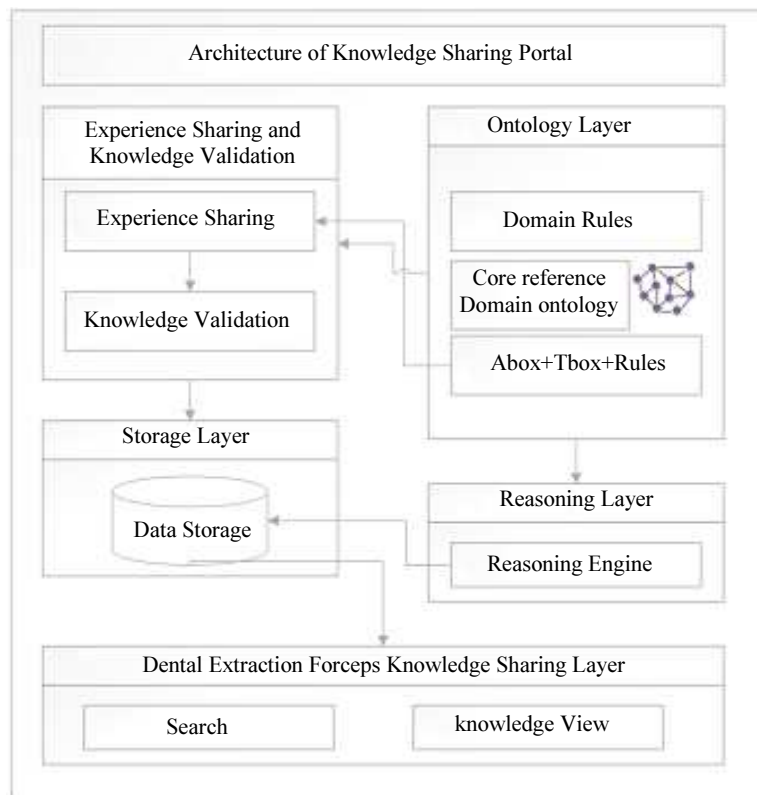 Architecture of Knowledge Sharing Portal
Experience Sharing and
Knowledge Validation
Experience Sharing
Knowledge Validation
Ontology Layer
Domain Rules
Core reference
Domain ontology
Abox+Tbox+Rules
Storage Layer
Data Storage
Reasoning Layer
Reasoning Engine
Dental Extraction Forceps Knowledge Sharing Layer
Search
knowledge View